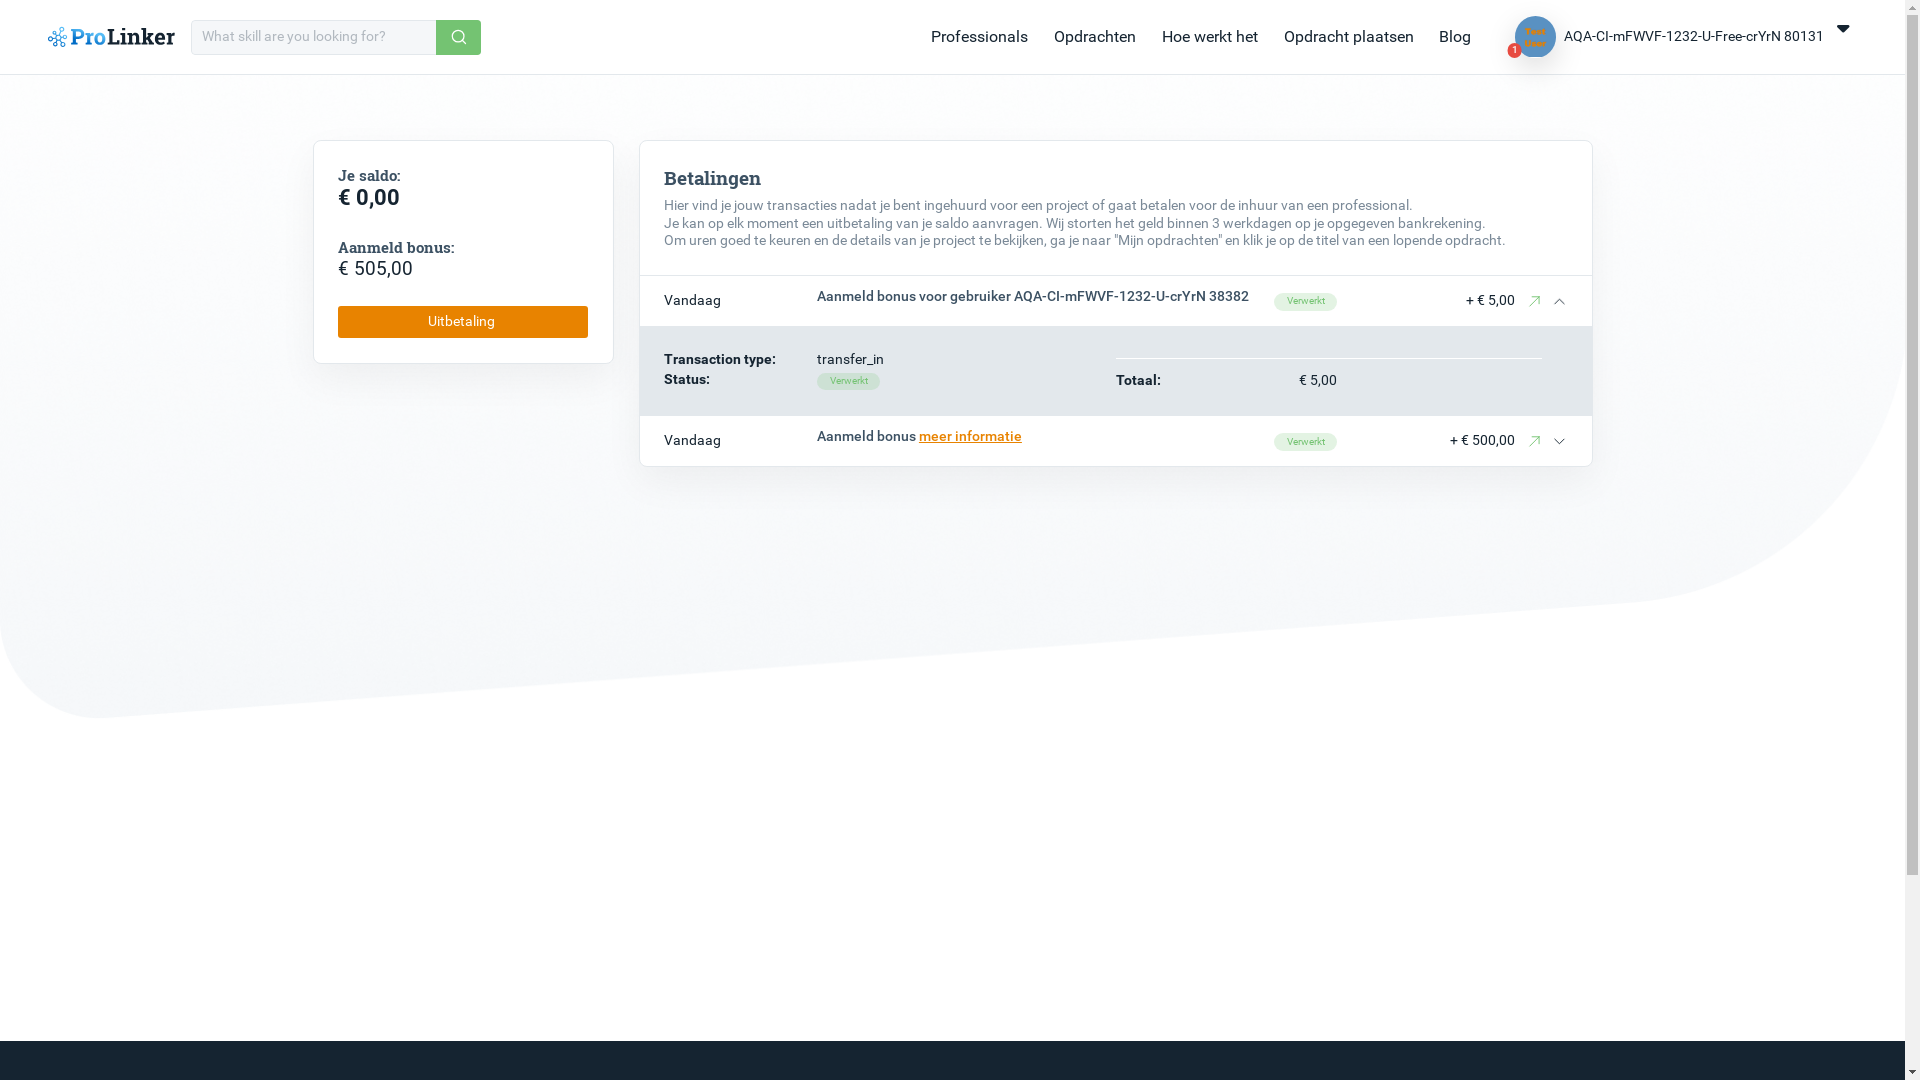 ProLinker
What skill are you looking for?
Professionals
Opdrachten
Hoe werkt het
Opdracht plaatsen
Blog
Test
User
1
AQA-CI-mFWVF-1232-U-Free-crYrN 80131
Je saldo:
€ 0,00
Aanmeld bonus:
€ 505,00
Uitbetaling
Betalingen
Hier vind je jouw transacties nadat je bent ingehuurd voor een project of gaat betalen voor de inhuur van een professional.
Je kan op elk moment een uitbetaling van je saldo aanvragen. Wij storten het geld binnen 3 werkdagen op je opgegeven bankrekening.
Om uren goed te keuren en de details van je project te bekijken, ga je naar "Mijn opdrachten" en klik je op de titel van een lopende opdracht.
Vandaag Aanmeld bonus voor gebruiker AQA-CI-mFWVF-1232-U-crYrN 38382 Verwerkt + € 5,00
Transaction type: transfer_in
Status: Verwerkt Totaal: € 5,00
Vandaag Aanmeld bonus meer informatie Verwerkt + € 500,00